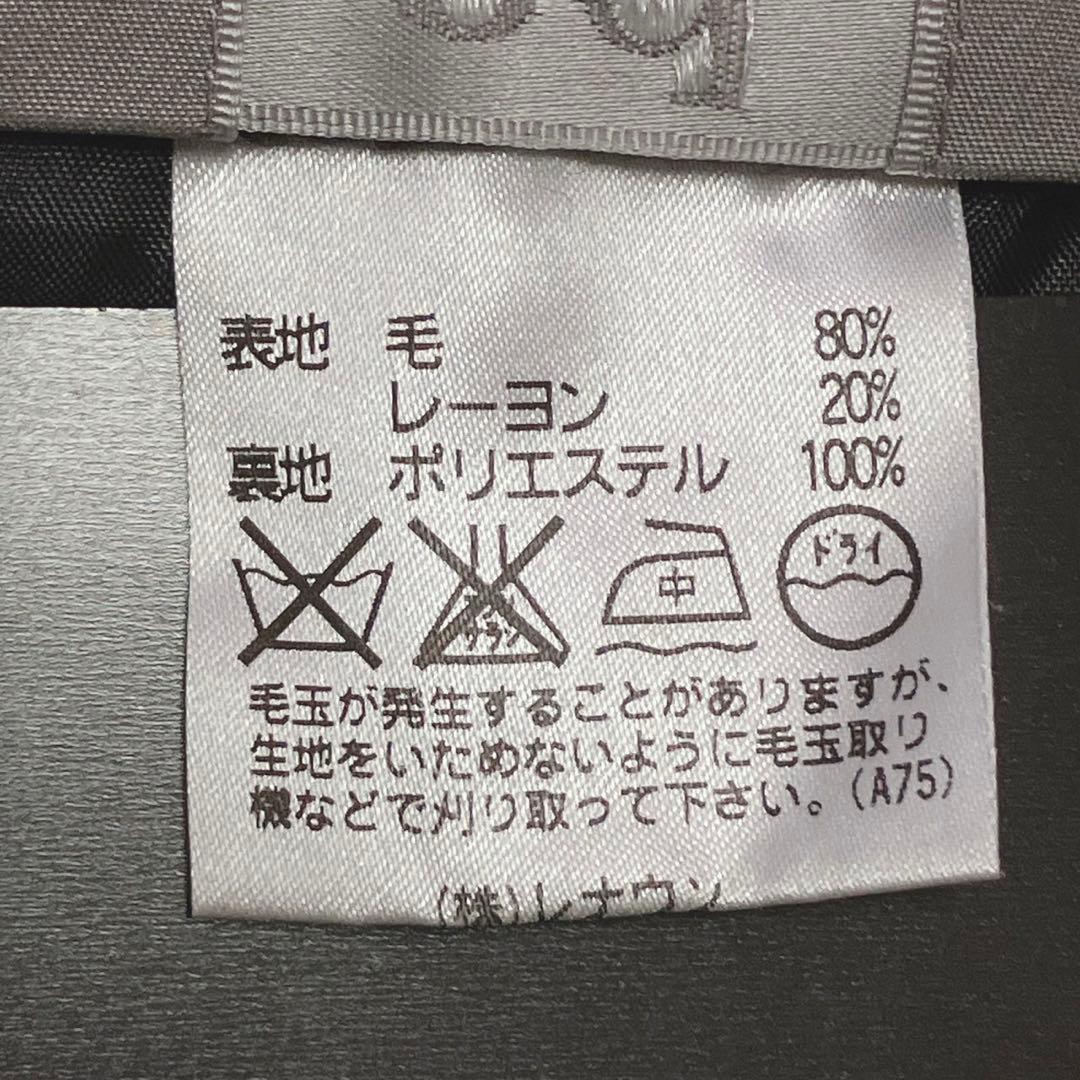 表地 毛 80%
レーヨン 20%
裏地 ポリエステル 100%
中 ドライ
毛玉が発生することがありますが、
生地をいためないように毛玉取り
機などで刈り取って下さい。(A75)
(株)レナウン